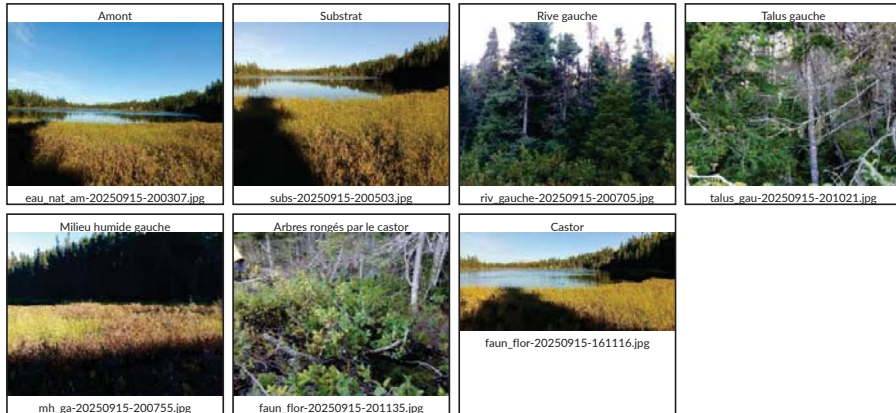 Amont
Substrat
Rive gauche
Talus gauche
eau_nat_am-20250915-200307.jpg
subs-20250915-200503.jpg
riv_gauche-20250915-200705.jpg
talus_gau-20250915-201021.jpg
Milieu humide gauche
Arbres rongés par le castor
Castor
mh_ga-20250915-200755.jpg
faun_flor-20250915-201135.jpg
faun_flor-20250915-161116.jpg